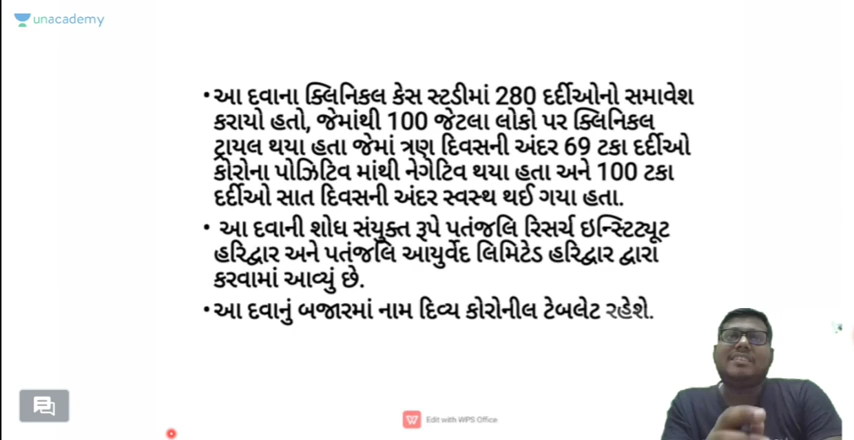 unacademy
•આ દવાના ક્લિનિકલ કેસ સ્ટડીમાં 280 દર્દીઓનો સમાવેશ
કરાયો હતો, જેમાંથી 100 જેટલા લોકો પર ક્લિનિકલ
ટ્રાયલ થયા હતા જેમાં ત્રણ દિવસની અંદર 69 ટકા દર્દીઓ
કોરોના પોઝિટિવ માંથી નેગેટિવ થયા હતા અને 100 ટકા
દર્દીઓ સાત દિવસની અંદર સ્વસ્થ થઈ ગયા હતા.
• આ દવાની શોધ સંયુક્ત રૂપે પતંજલિ રિસર્ચ ઇન્સ્ટિટ્યૂટ
હરિદ્વાર અને પતંજલિ આયુર્વેદ લિમિટેડ હરિદ્વાર દ્વારા
કરવામાં આવ્યું છે.
•આ દવાનું બજારમાં નામ દિવ્ય કોરોનીલ ટેબલેટ રહેશે.
Edit with WPS Office